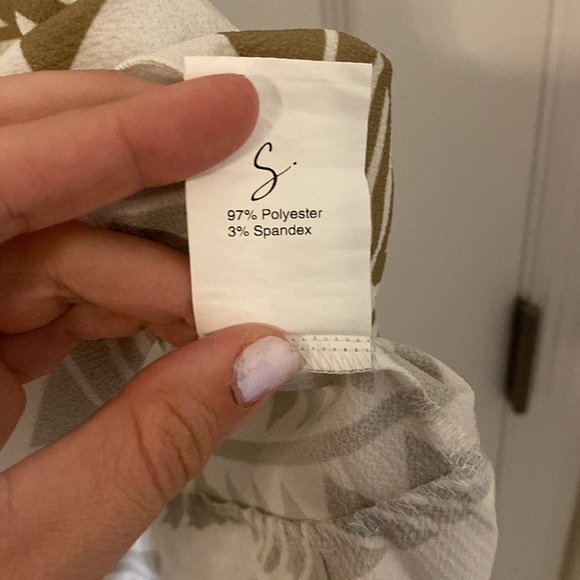 S.
97% Polyester
3% Spandex